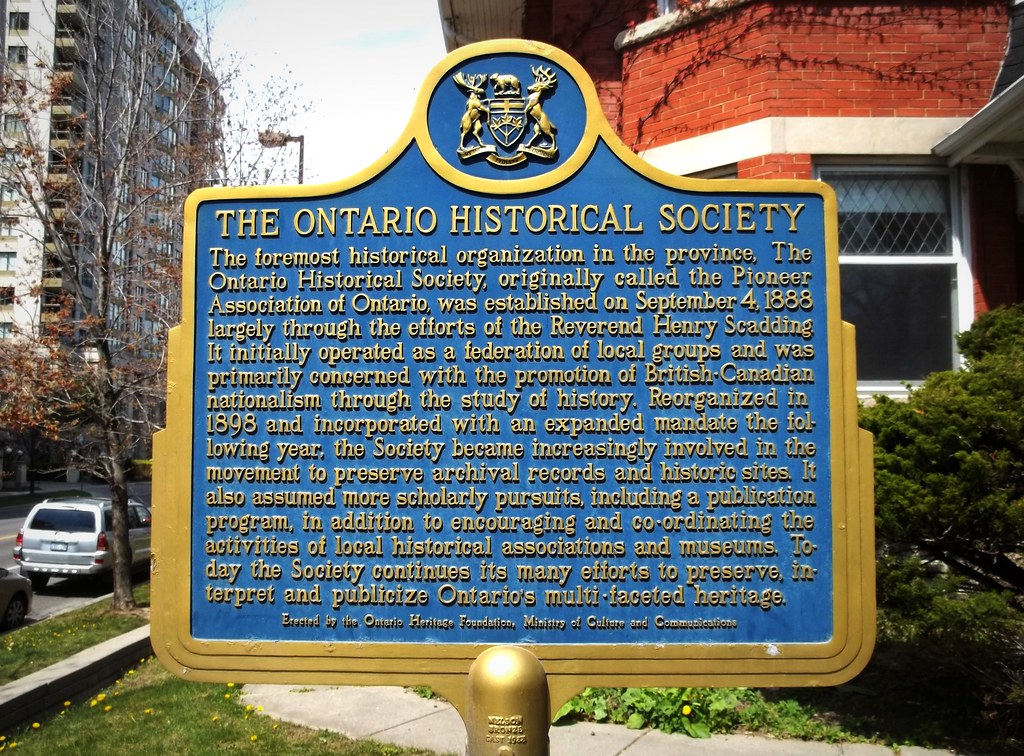 THE ONTARIO HISTORICAL SOCIETY
The foremost historical organization in the province, The
Ontario Historical Society, originally called the Pioneer
Association of Ontario, was established on September 4, 1888
largely through the efforts of the Reverend Henry Scadding.
It initially operated as a federation of local groups and was
primarily concerned with the promotion of British-Canadian
nationalism through the study of history. Reorganized in
1898 and incorporated with an expanded mandate the fol-
lowing year, the Society became increasingly involved in the
movement to preserve archival records and historic sites. It
also assumed more scholarly pursuits, including a publication
program, in addition to encouraging and co-ordinating the
activities of local historical associations and museums. To-
day the Society continues its many efforts to preserve, in-
terpret and publicize Ontario's multi-faceted heritage.
Erected by the Ontario Heritage Foundation, Ministry of Culture and Communications
NELSON
BRONZE